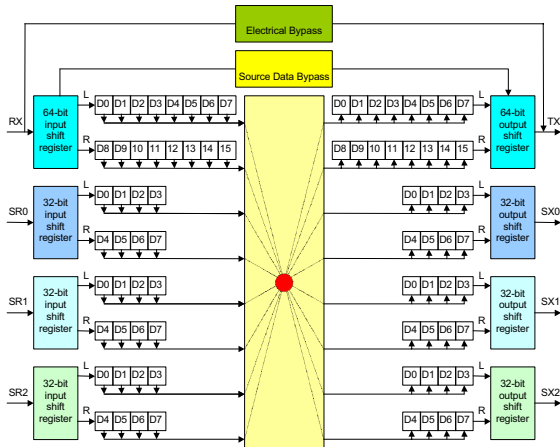 Electrical Bypass
Source Data Bypass
RX
64-bit
input
shift
register
L
D0 D1 D2 D3 D4 D5 D6 D7
R
D8 D9 10 11 12 13 14 15
D0 D1 D2 D3 D4 D5 D6 D7
L
D8 D9 10 11 12 13 14 15
R
64-bit
output
shift
register
TX
SR0
32-bit
input
shift
register
L
D0 D1 D2 D3
R
D4 D5 D6 D7
D0 D1 D2 D3
L
D4 D5 D6 D7
R
32-bit
output
shift
register
SX0
SR1
32-bit
input
shift
register
L
D0 D1 D2 D3
R
D4 D5 D6 D7
D0 D1 D2 D3
L
D4 D5 D6 D7
R
32-bit
output
shift
register
SX1
SR2
32-bit
input
shift
register
L
D0 D1 D2 D3
R
D4 D5 D6 D7
D0 D1 D2 D3
L
D4 D5 D6 D7
R
32-bit
output
shift
register
SX2